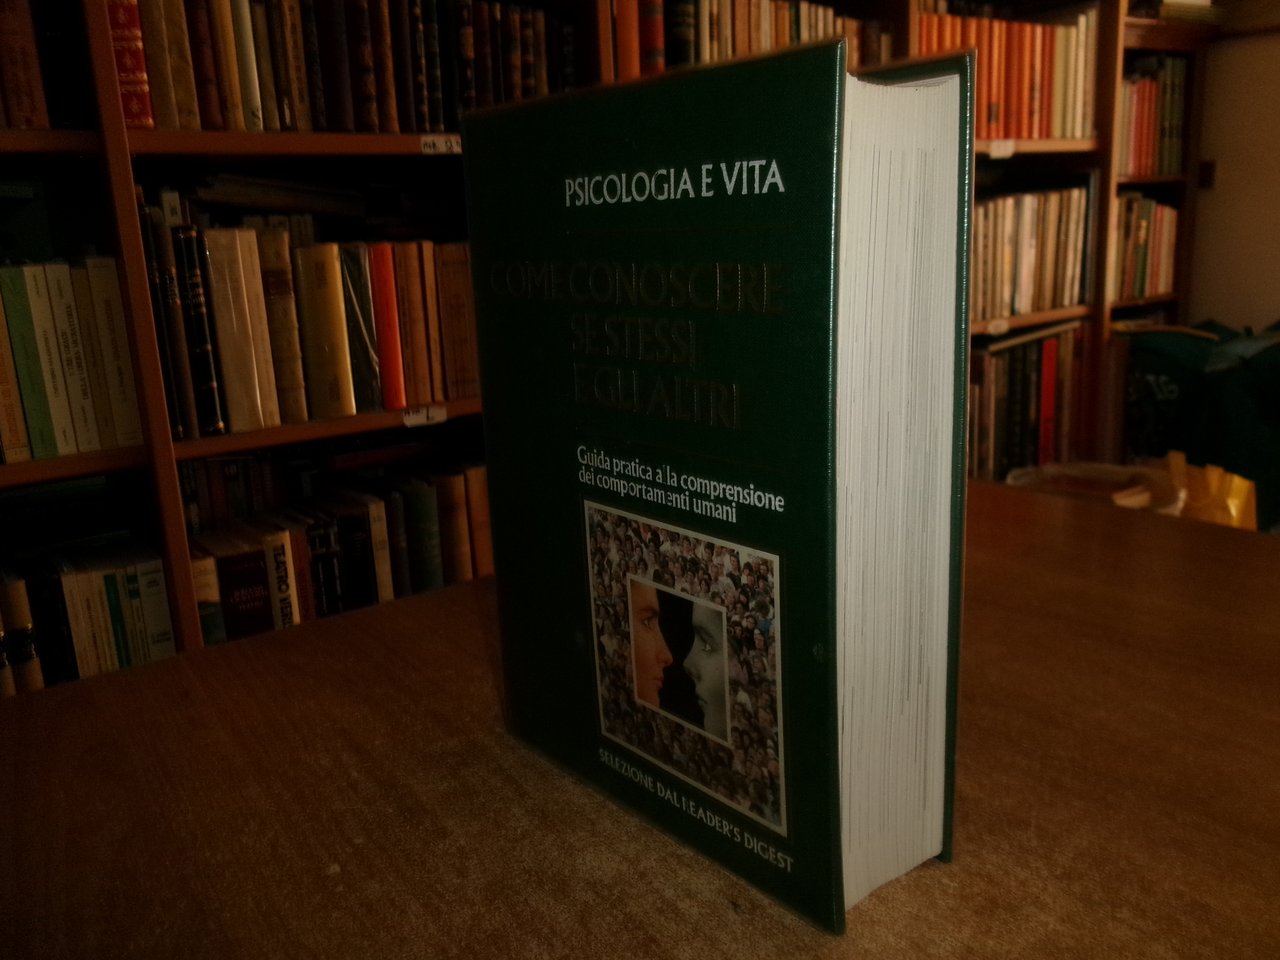 PSICOLOGIA E VITA
COME CONOSCERE
SE STESSI
E GLI ALTRI
Guida pratica alla comprensione
dei comportamenti umani
SELEZIONE DAL READER'S DIGEST